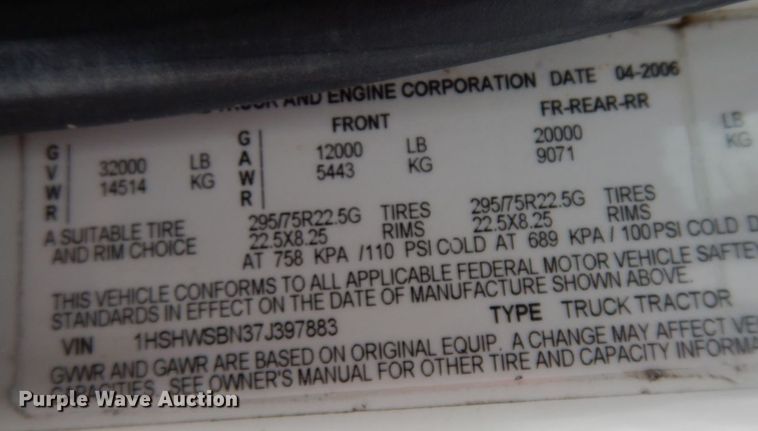 TRUCK AND ENGINE CORPORATION DATE 04-2006
GVWR 32000 LB GAWR FRONT 12000 LB FR-REAR-RR 20000 LB
14514 KG 5443 KG 9071 KG
A SUITABLE TIRE 295/75R22.5G TIRES 295/75R22.5G TIRES
AND RIM CHOICE 22.5X8.25 RIMS 22.5X8.25 RIMS
AT 758 KPA /110 PSI COLD AT 689 KPA / 100PSI COLD
THIS VEHICLE CONFORMS TO ALL APPLICABLE FEDERAL MOTOR VEHICLE SAFTEY
STANDARDS IN EFFECT ON THE DATE OF MANUFACTURE SHOWN ABOVE.
VIN 1HSHWSBN37J397883 TYPE TRUCK TRACTOR
GVWR AND GAWR ARE BASED ON ORIGINAL EQUIP. A CHANGE MAY AFFECT
CAPACITIES. SEE OWNER'S MANUAL FOR OTHER TIRE AND CAPACITY
Purple Wave Auction